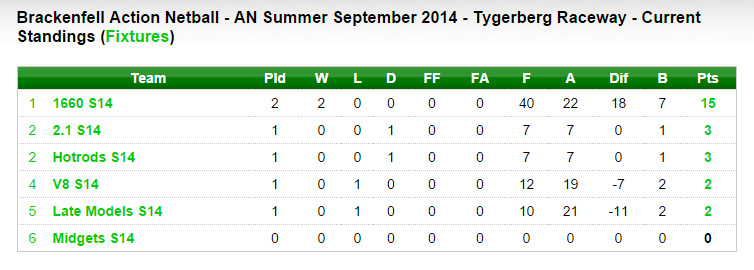 Brackenfell Action Netball - AN Summer September 2014 - Tygerberg Raceway - Current
Standings (Fixtures)
Team Pld W L D FF FA F A Dif B Pts
1 1660 S14 2 2 0 0 0 0 40 22 18 7 15
2 2.1 S14 1 0 0 1 0 0 7 7 0 1 3
2 Hotrods S14 1 0 0 1 0 0 7 7 0 1 3
4 V8 S14 1 0 1 0 0 0 12 19 -7 2 2
5 Late Models S14 1 0 1 0 0 0 10 21 -11 2 2
6 Midgets S14 0 0 0 0 0 0 0 0 0 0 0